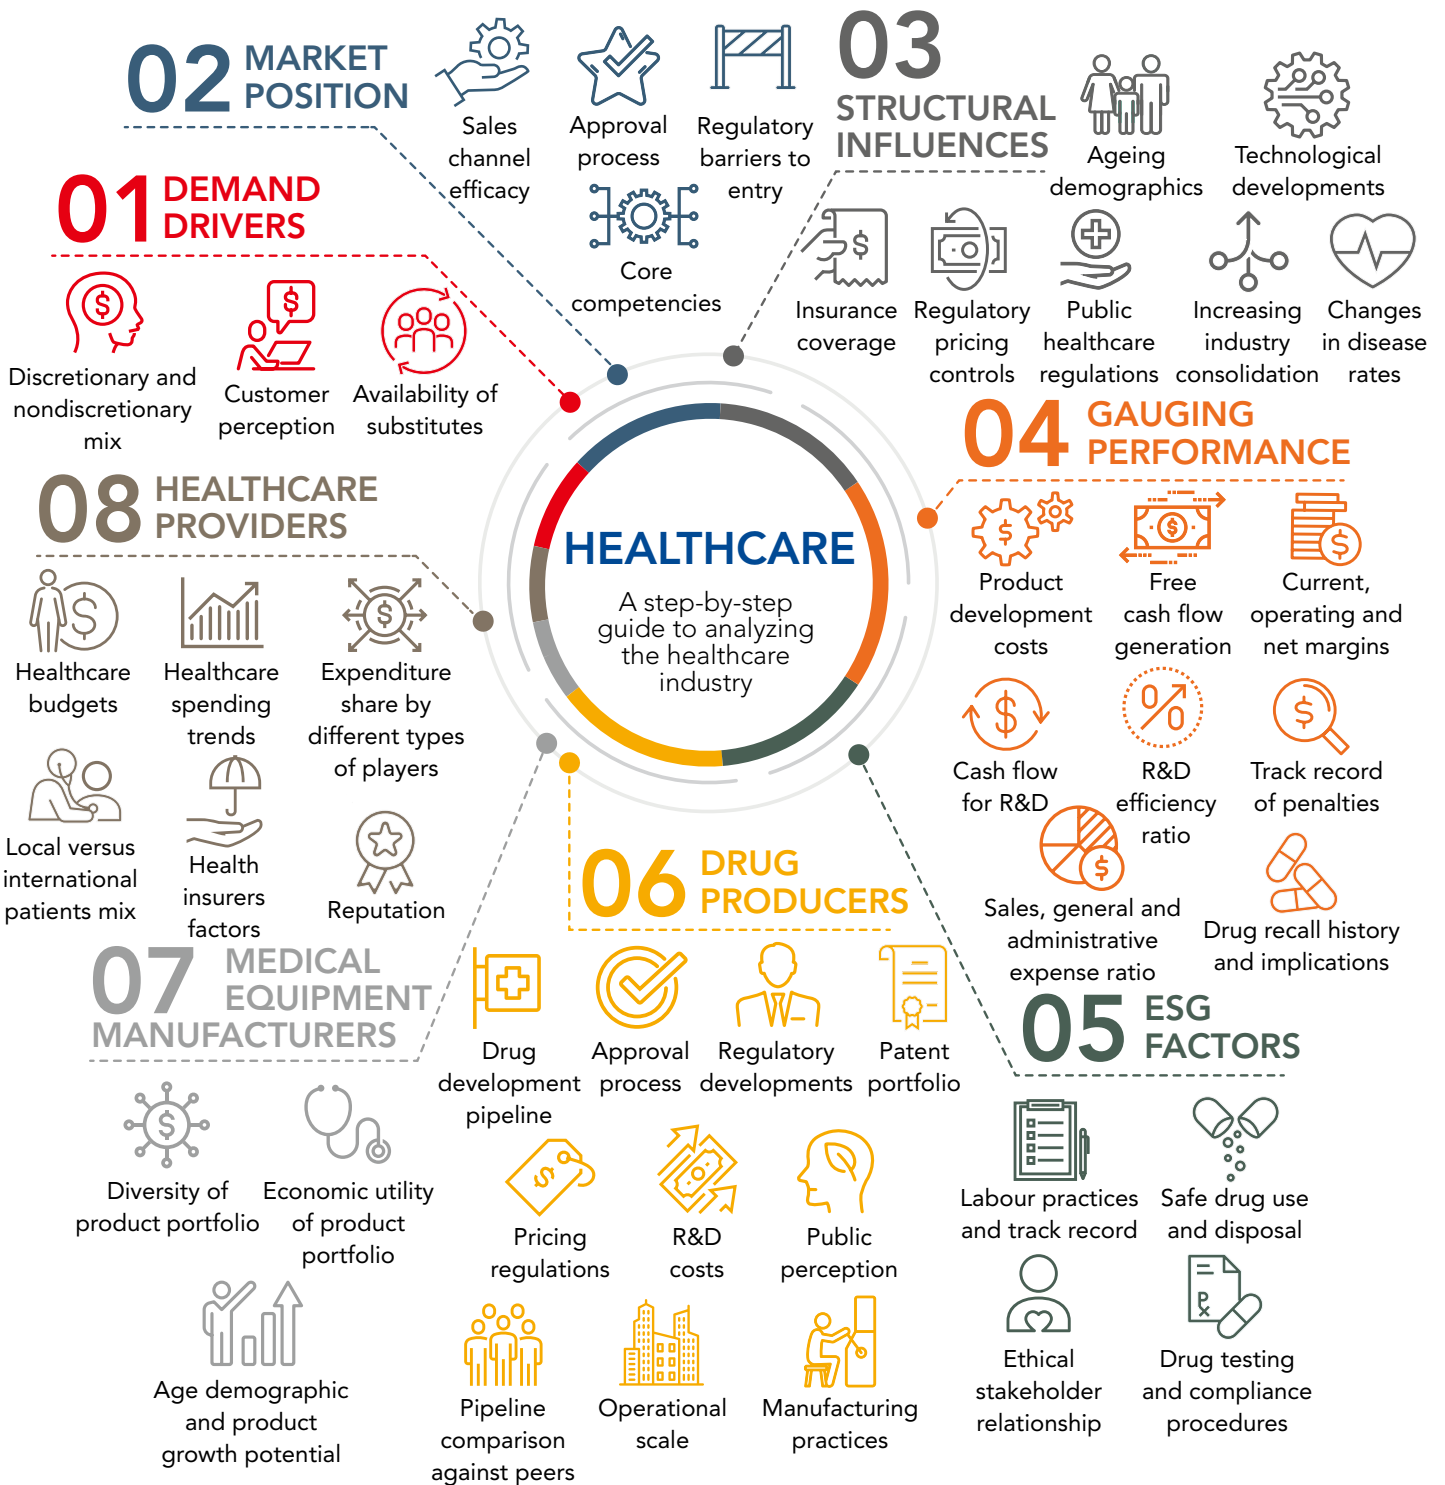 HEALTHCARE
A step-by-step
guide to analyzing
the healthcare
industry
01 DEMAND
DRIVERS
Discretionary and
nondiscretionary
mix
Customer
perception
Availability of
substitutes
02 MARKET
POSITION
Sales
channel
efficacy
Approval
process
Regulatory
barriers to
entry
Core
competencies
03
STRUCTURAL
INFLUENCES
Ageing
demographics
Technological
developments
Insurance
coverage
Regulatory
pricing
controls
Public
healthcare
regulations
Increasing
industry
consolidation
Changes
in disease
rates
04 GAUGING
PERFORMANCE
Product
development
costs
Free
cash flow
generation
Current,
operating and
net margins
Cash flow
for R&D
R&D
efficiency
ratio
Track record
of penalties
Sales, general and
administrative
expense ratio
Drug recall history
and implications
05 ESG
FACTORS
Labour practices
and track record
Safe drug use
and disposal
Ethical
stakeholder
relationship
Drug testing
and compliance
procedures
06 DRUG
PRODUCERS
Drug
development
pipeline
Approval
process
Regulatory
developments
Patent
portfolio
Pricing
regulations
R&D
costs
Public
perception
Pipeline
comparison
against peers
Operational
scale
Manufacturing
practices
07 MEDICAL
EQUIPMENT
MANUFACTURERS
Diversity of
product portfolio
Economic utility
of product
portfolio
Age demographic
and product
growth potential
08 HEALTHCARE
PROVIDERS
Healthcare
budgets
Healthcare
spending
trends
Expenditure
share by
different types
of players
Local versus
international
patients mix
Health
insurers
factors
Reputation